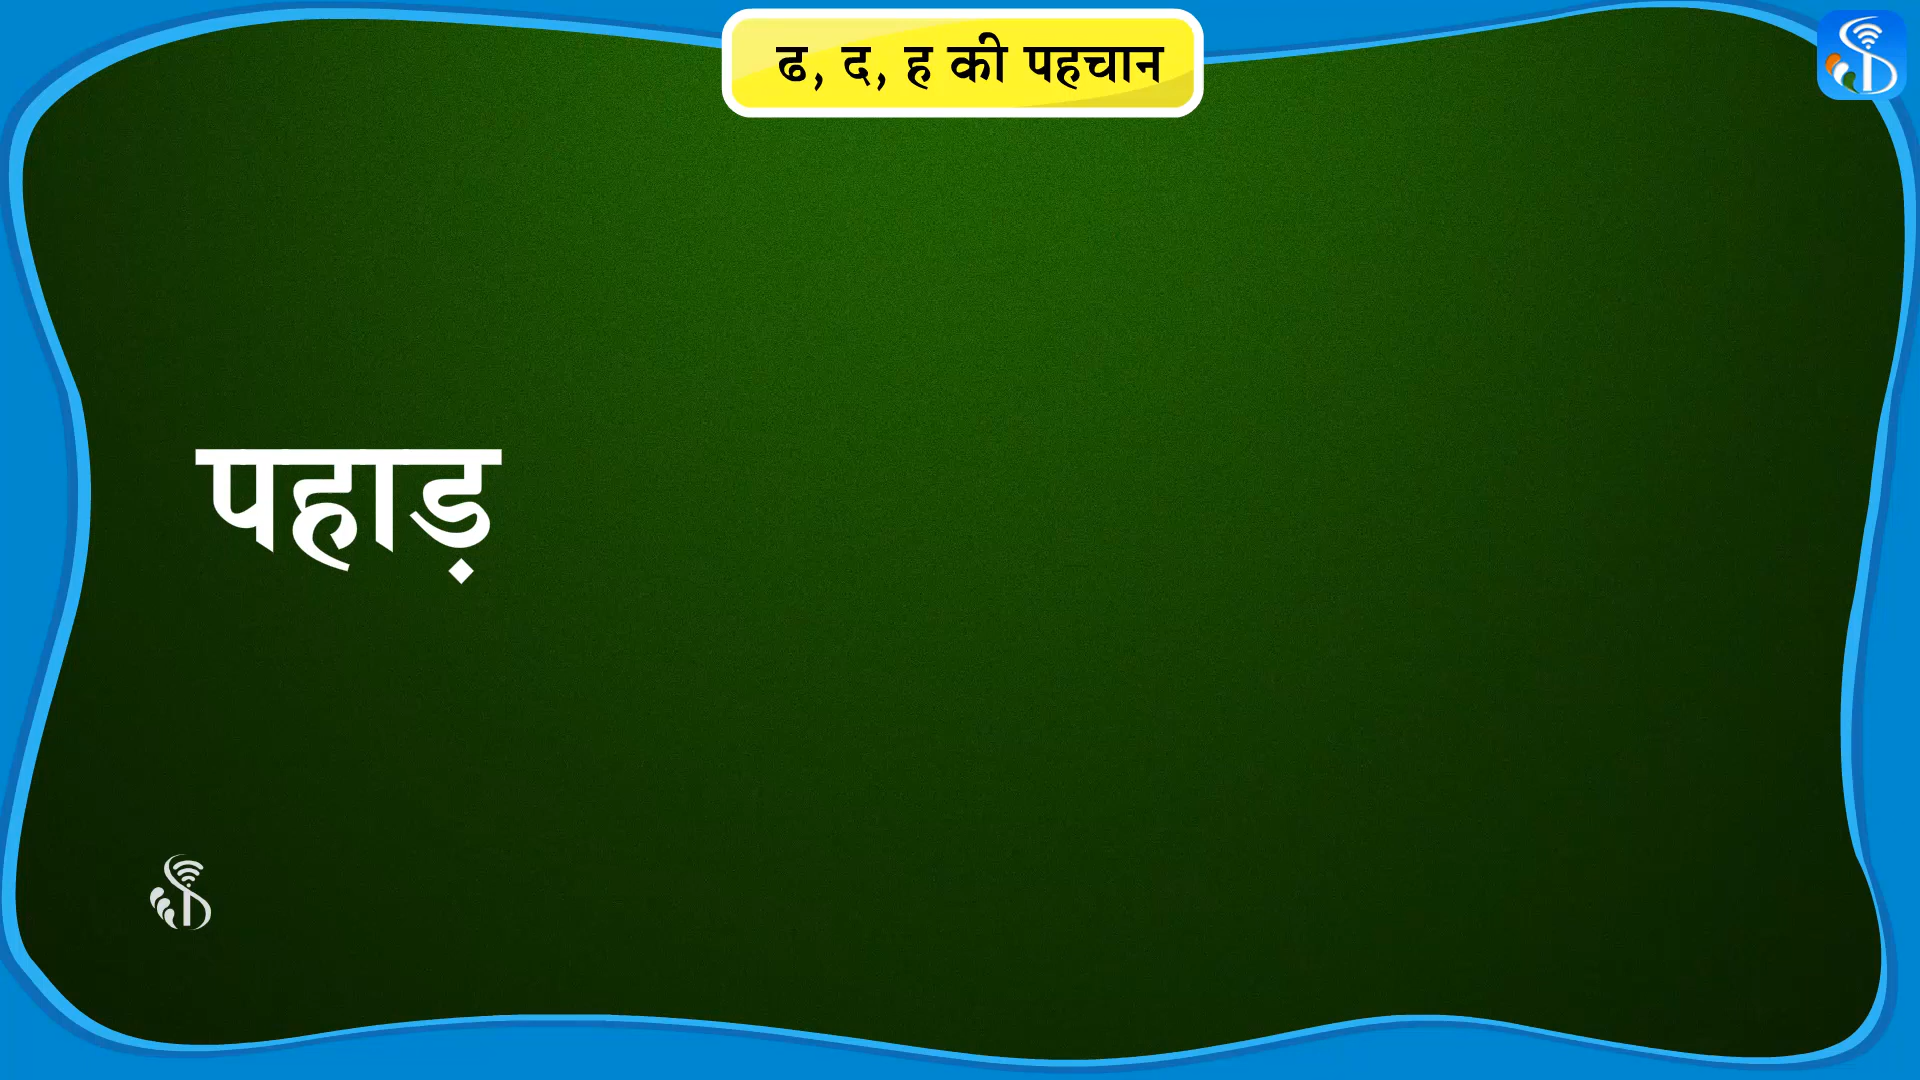 ढ, द, ह की पहचान
पहाड़